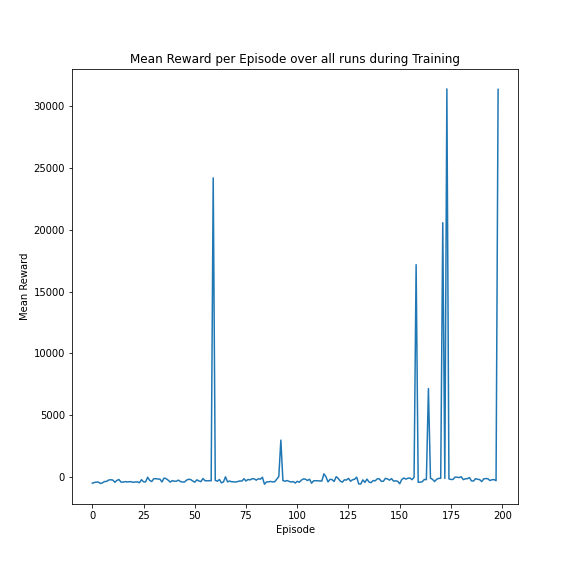 Mean Reward per Episode over all runs during Training
30000
25000
20000
15000
10000
5000
0
Mean Reward
0 25 50 75 100 125 150 175 200
Episode